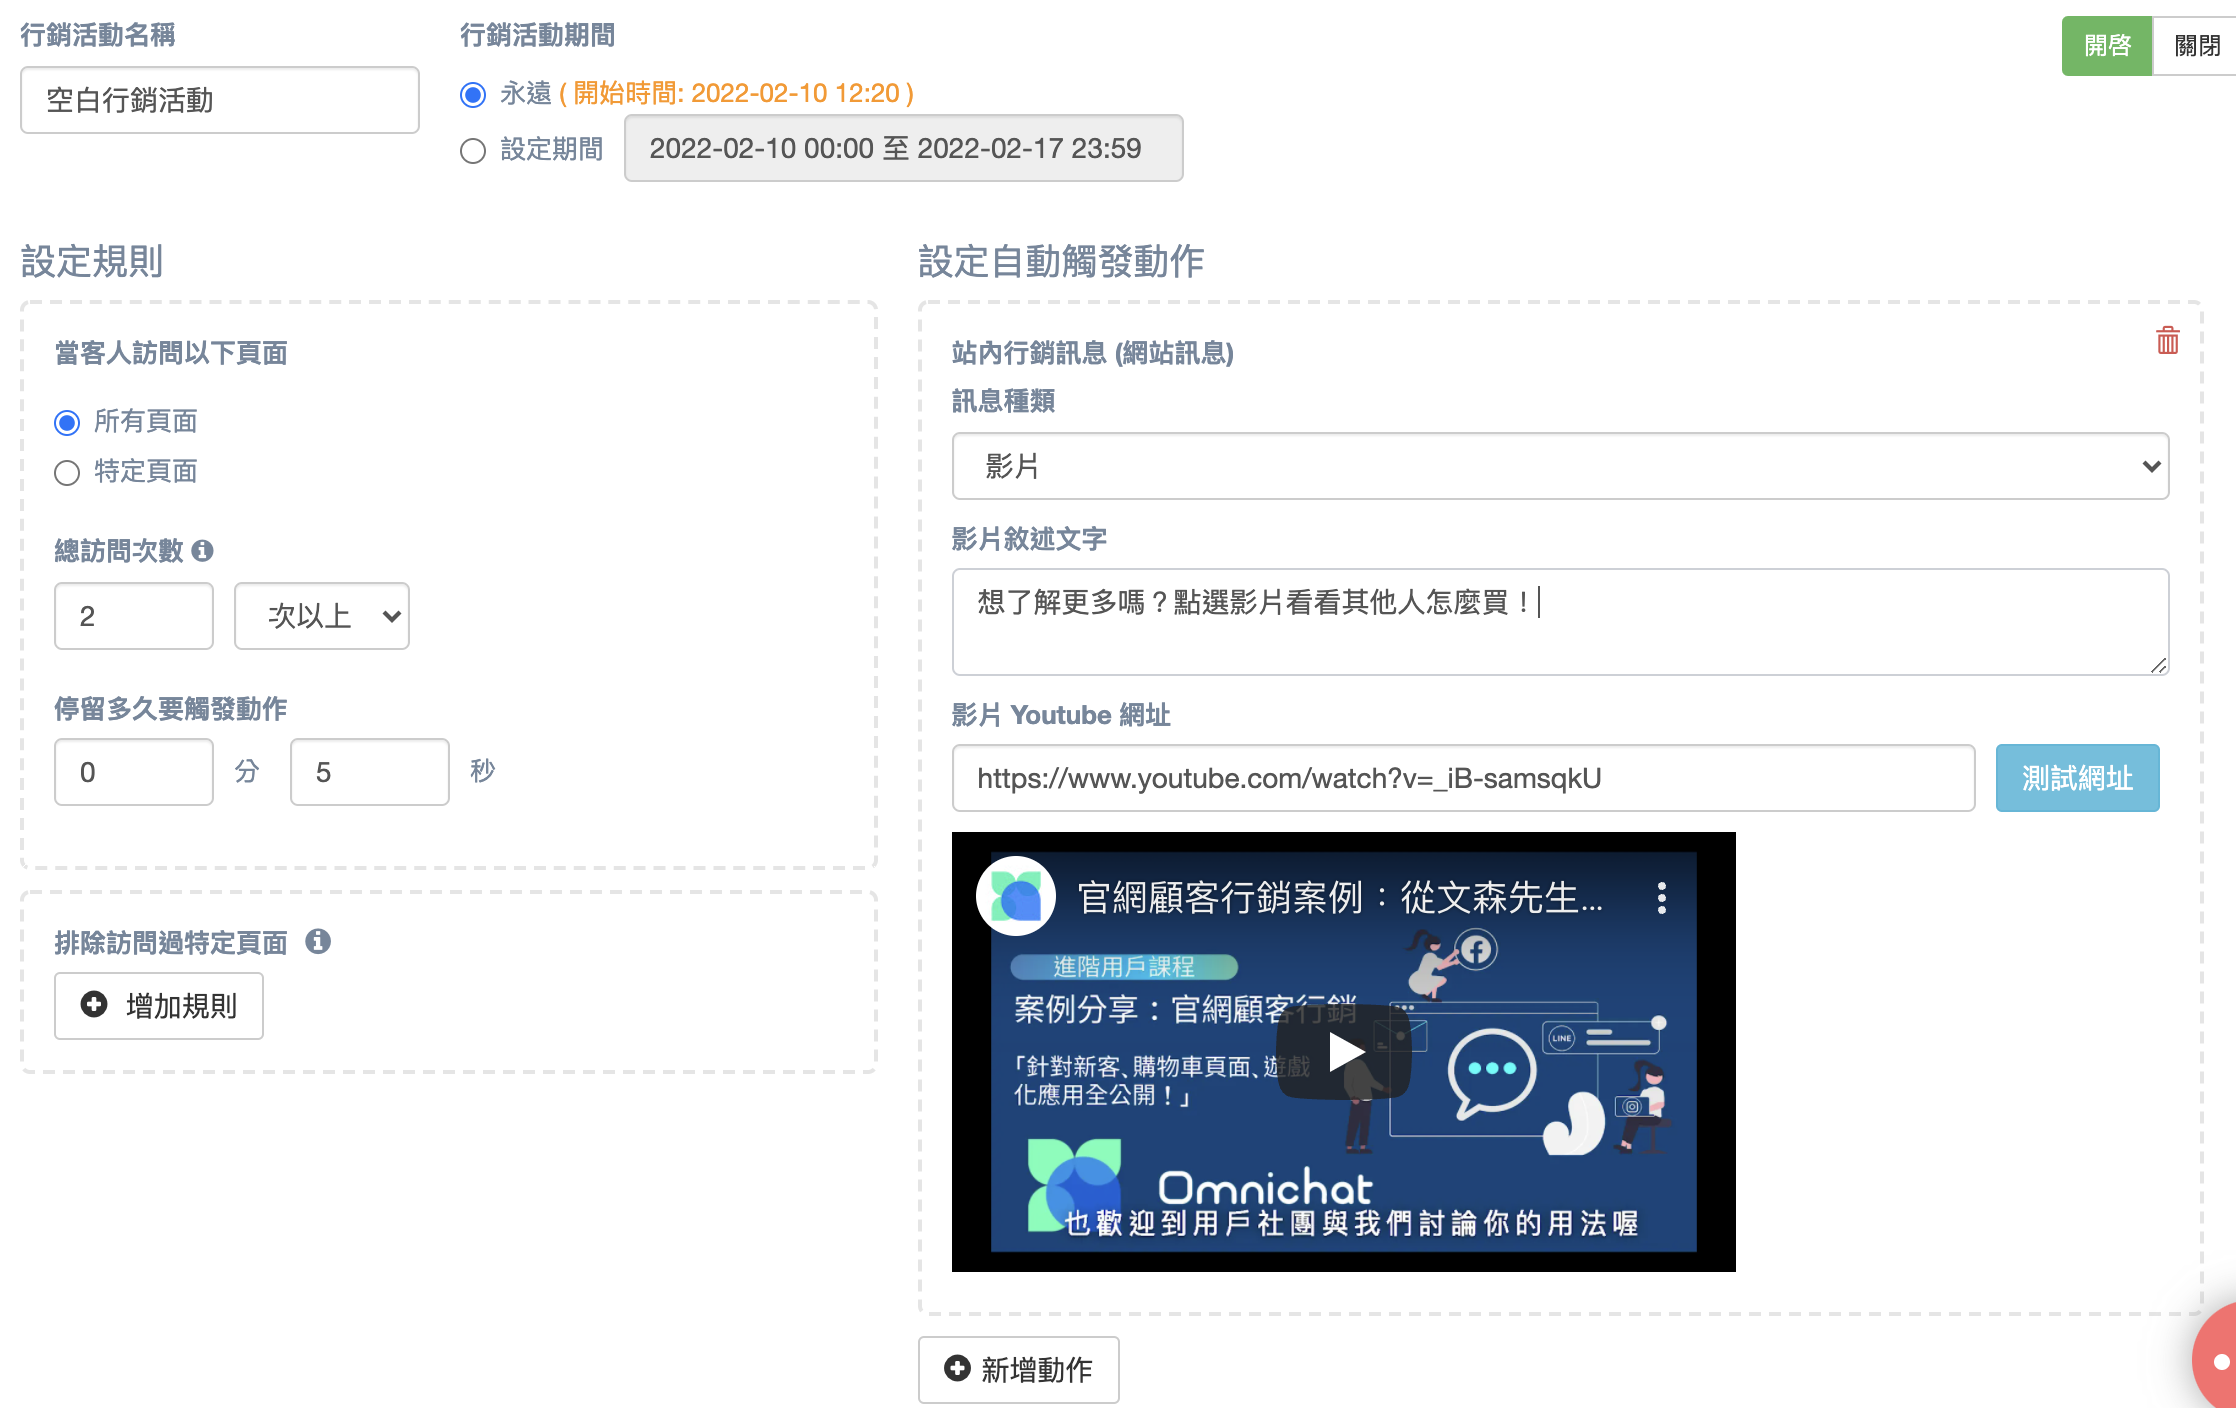 行銷活動名稱
空白行銷活動
行銷活動期間
永遠 ( 開始時間: 2022-02-10 12:20 )
設定期間 2022-02-10 00:00 至 2022-02-17 23:59
開啓 關閉
設定規則
當客人訪問以下頁面
所有頁面
特定頁面
總訪問次數
2 次以上
停留多久要觸發動作
0 分 5 秒
排除訪問過特定頁面
增加規則
設定自動觸發動作
站內行銷訊息 (網站訊息)
訊息種類
影片
影片敘述文字
想了解更多嗎？點選影片看看其他人怎麼買！
影片 Youtube 網址
https://www.youtube.com/watch?v=_iB-samsqkU 測試網址
官網顧客行銷案例：從文森先生...
進階用戶課程
案例分享：官網顧客行銷
「針對新客、購物車頁面、遊戲
化應用全公開！」
LINE
Omnichat
也歡迎到用戶社團與我們討論你的用法喔
新增動作